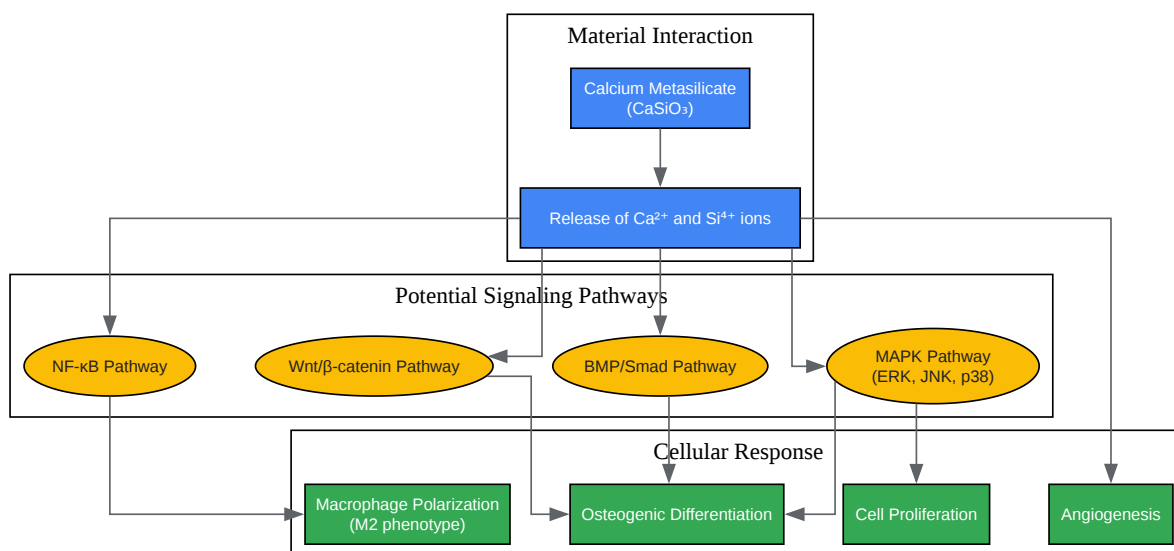 Material Interaction
Calcium Metasilicate
(CaSiO₃)
Release of Ca²⁺ and Si⁴⁺ ions
Potential Signaling Pathways
NF-κB Pathway
Wnt/β-catenin Pathway
BMP/Smad Pathway
MAPK Pathway
(ERK, JNK, p38)
Cellular Response
Macrophage Polarization
(M2 phenotype)
Osteogenic Differentiation
Cell Proliferation
Angiogenesis